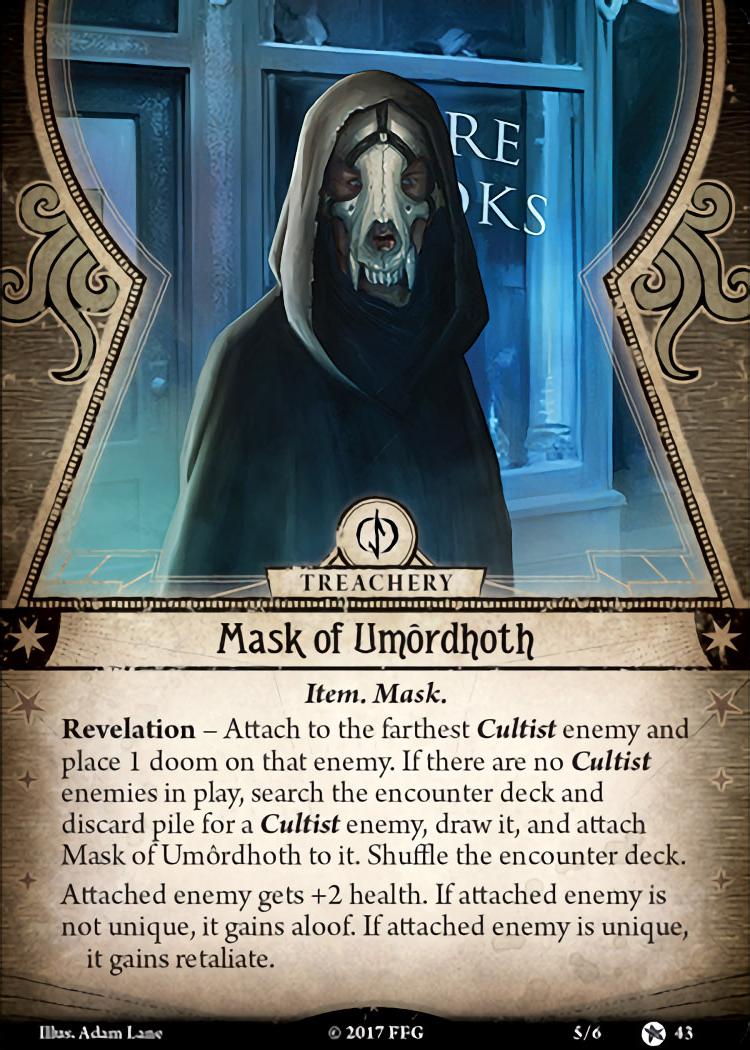 RE
OKS
TREACHERY
Mask of Umôrdhoth
Item. Mask.
Revelation – Attach to the farthest Cultist enemy and
place 1 doom on that enemy. If there are no Cultist
enemies in play, search the encounter deck and
discard pile for a Cultist enemy, draw it, and attach
Mask of Umôrdhoth to it. Shuffle the encounter deck.
Attached enemy gets +2 health. If attached enemy is
not unique, it gains aloof. If attached enemy is unique,
it gains retaliate.
Illus. Adam Lane © 2017 FFG 5/6 43